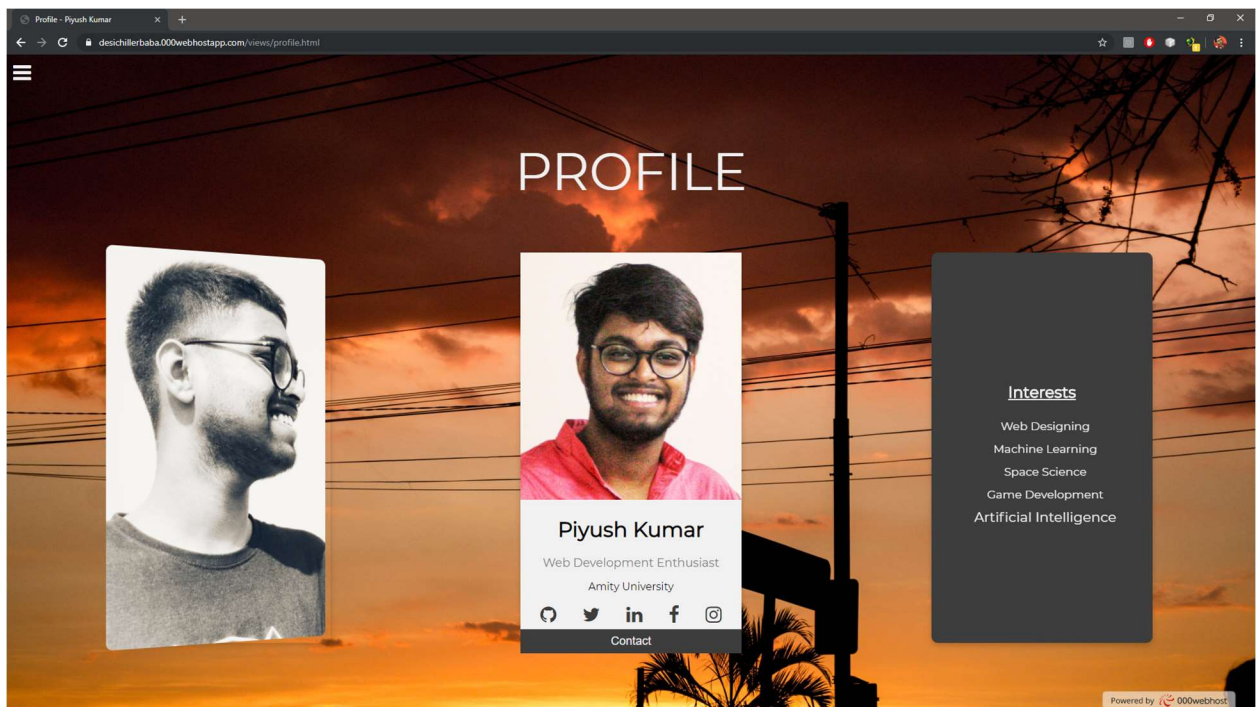 Profile - Piyush Kumar
desichillerbaba.000webhostapp.com/views/profile.html
PROFILE
Piyush Kumar
Web Development Enthusiast
Amity University
Contact
Interests
Web Designing
Machine Learning
Space Science
Game Development
Artificial Intelligence
Powered by 000webhost